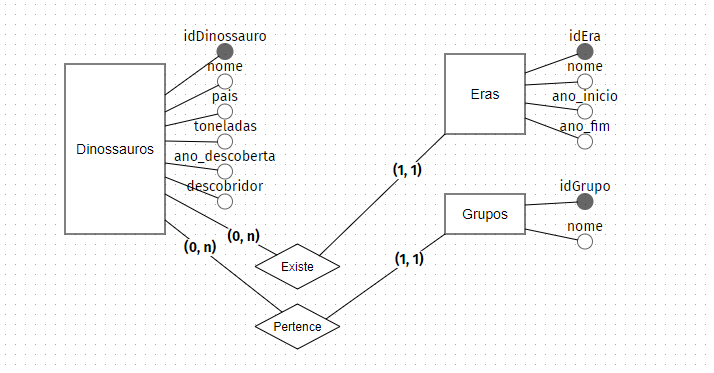 idDinossauro
nome
pais
toneladas
ano_descoberta
descobridor
Dinossauros
idEra
nome
ano_inicio
ano_fim
Eras
(1, 1)
idGrupo
nome
Grupos
(0, n)
(0, n)
Existe
(1, 1)
Pertence